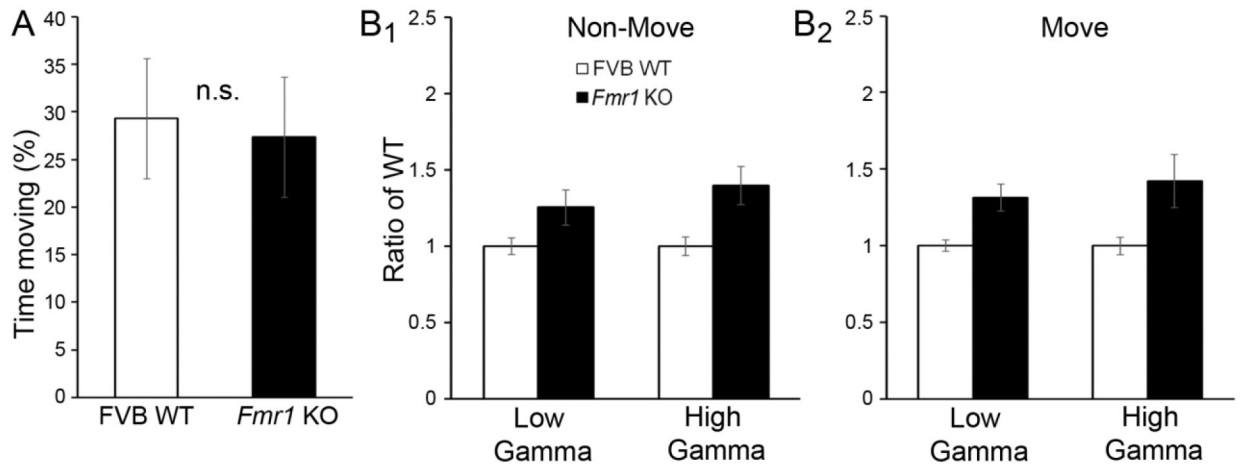 A
Time moving (%)
40
35
30
25
20
15
10
5
0
n.s.
FVB WT
Fmr1 KO
B1
Non-Move
FVB WT
Fmr1 KO
Ratio of WT
2.5
2
1.5
1
0.5
0
Low
Gamma
High
Gamma
B2
Move
2.5
2
1.5
1
0.5
0
Low
Gamma
High
Gamma